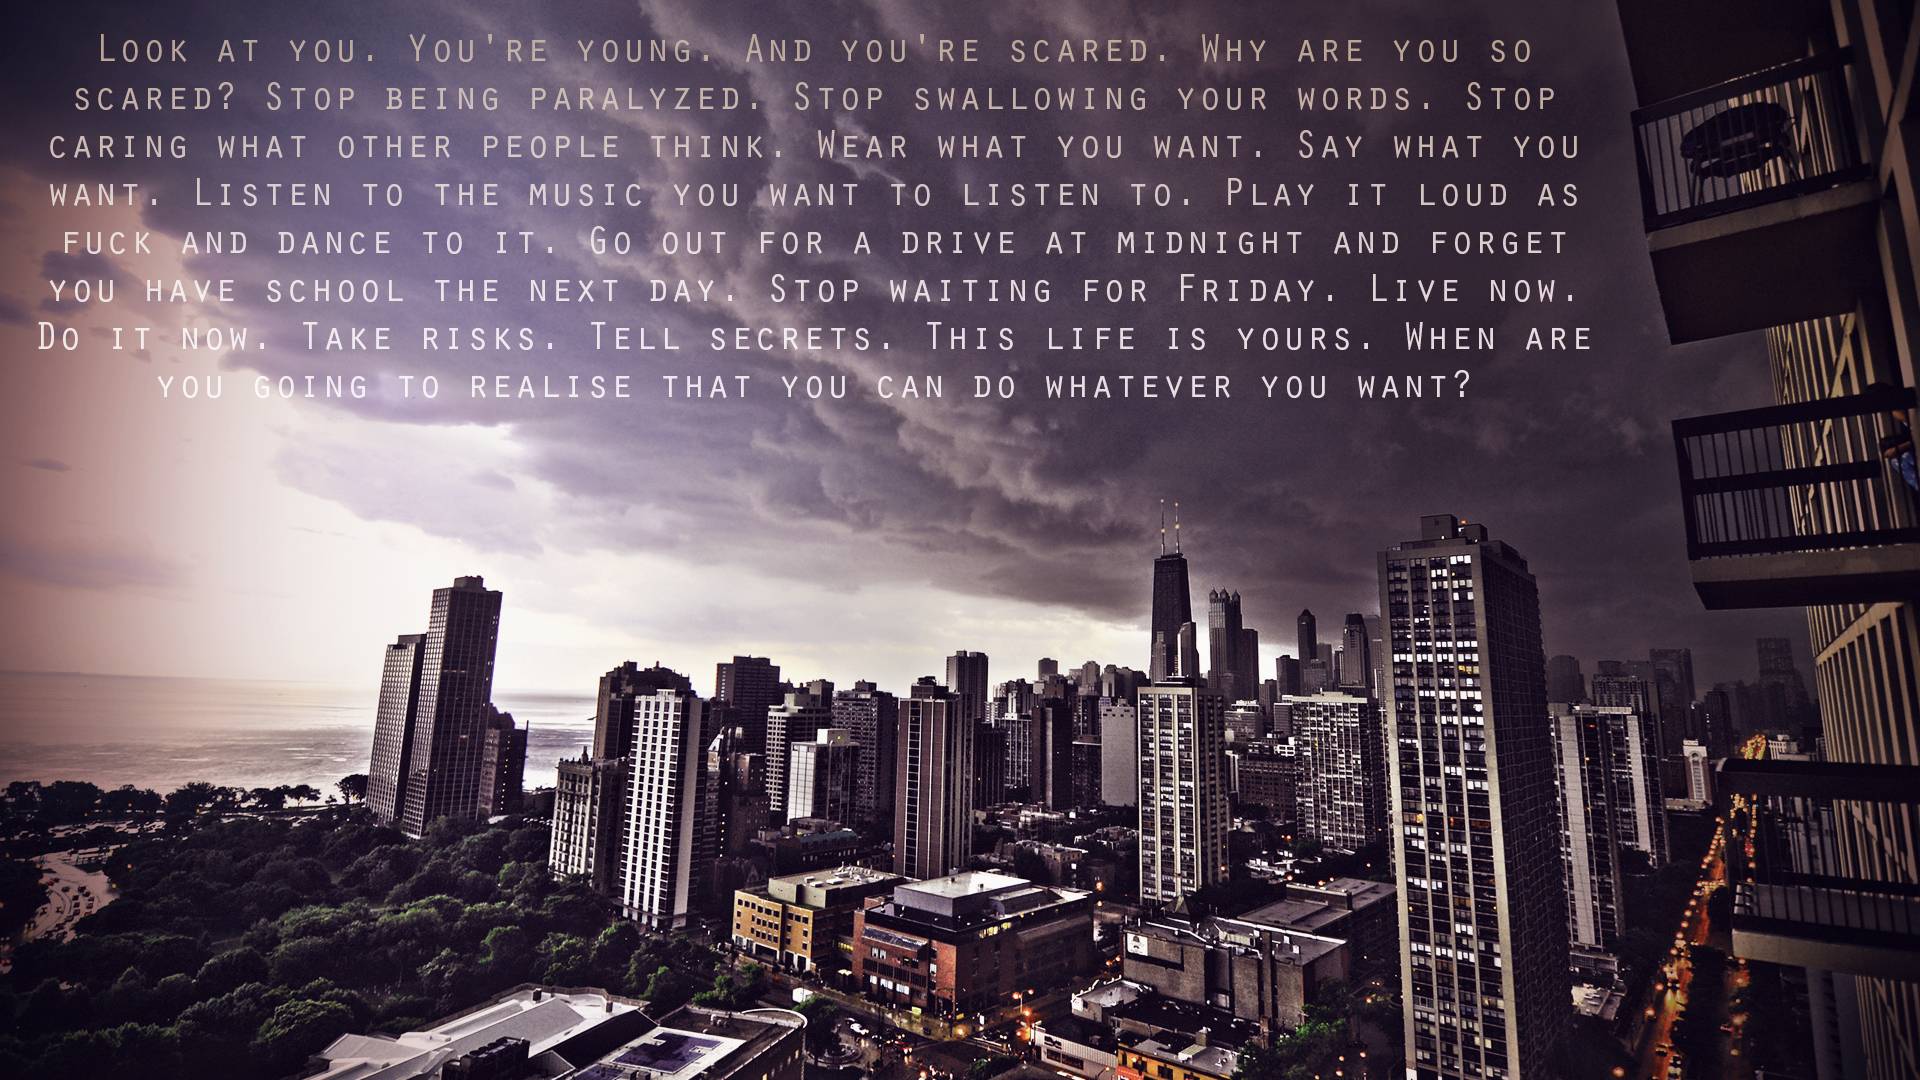 Look at you. You're young. And you're scared. Why are you so
scared? Stop being paralyzed. Stop swallowing your words. Stop
caring what other people think. Wear what you want. Say what you
want. Listen to the music you want to listen to. Play it loud as
fuck and dance to it. Go out for a drive at midnight and forget
you have school the next day. Stop waiting for Friday. Live now.
Do it now. Take risks. Tell secrets. This life is yours. When are
you going to realise that you can do whatever you want?